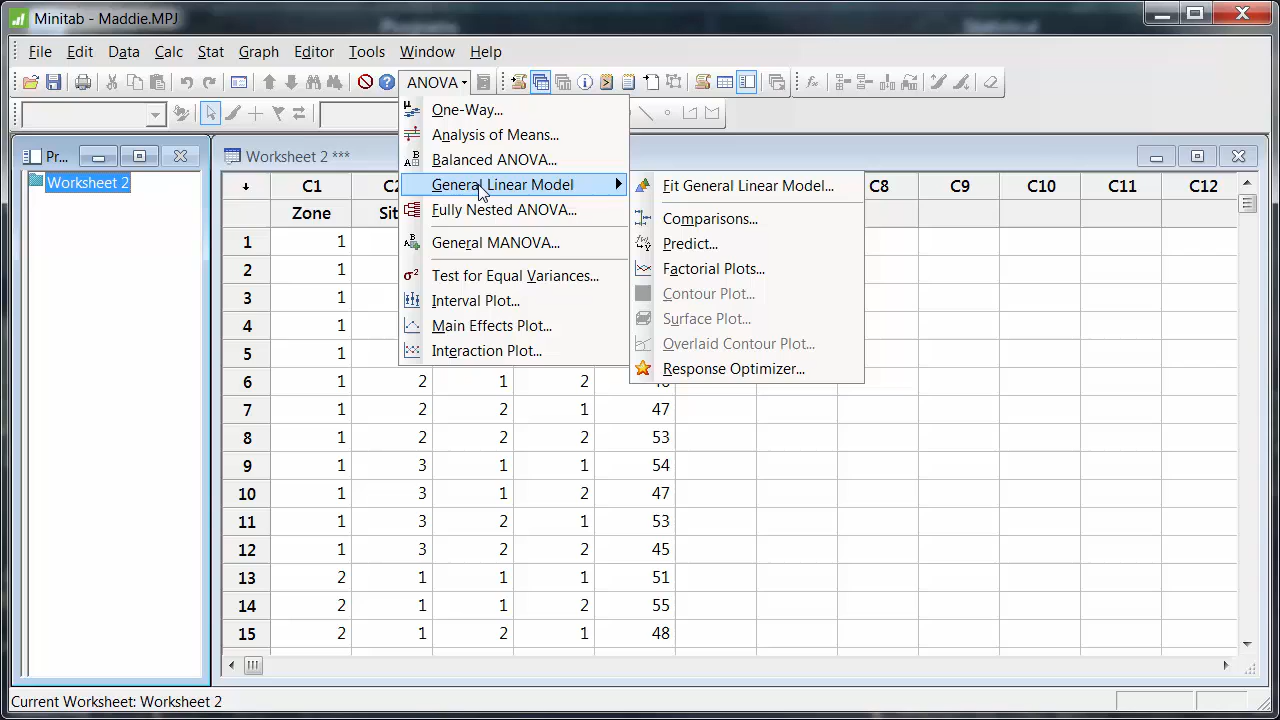 Minitab - Maddie.MPJ
File Edit Data Calc Stat Graph Editor Tools Window Help
ANOVA
One-Way...
Analysis of Means...
Balanced ANOVA...
General Linear Model
Fully Nested ANOVA...
General MANOVA...
Test for Equal Variances...
Interval Plot...
Main Effects Plot...
Interaction Plot...
Fit General Linear Model...
Comparisons...
Predict...
Factorial Plots...
Contour Plot...
Surface Plot...
Overlaid Contour Plot...
Response Optimizer...
Pr...
Worksheet 2
Worksheet 2 ***
C1 C8 C9 C10 C11 C12
Zone Sit
1 1
2 1
3 1
4 1
5 1
6 1 2 1 2
7 1 2 2 1 47
8 1 2 2 2 53
9 1 3 1 1 54
10 1 3 1 2 47
11 1 3 2 1 53
12 1 3 2 2 45
13 2 1 1 1 51
14 2 1 1 2 55
15 2 1 2 1 48
Current Worksheet: Worksheet 2